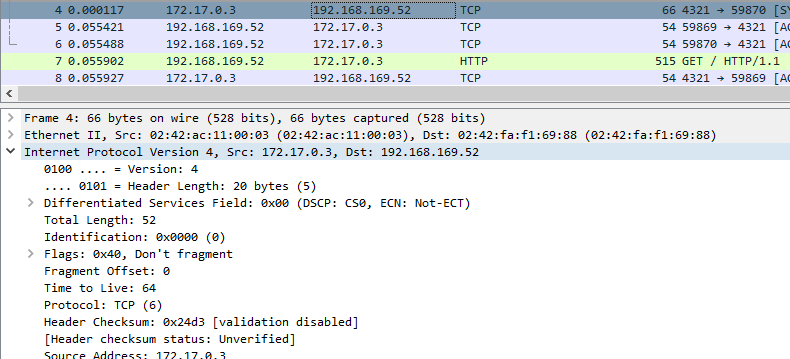 4 0.000117 172.17.0.3 192.168.169.52 TCP 66 4321 → 59870 [SY
5 0.055421 192.168.169.52 172.17.0.3 TCP 54 59869 → 4321 [AC
6 0.055488 192.168.169.52 172.17.0.3 TCP 54 59870 → 4321 [AC
7 0.055902 192.168.169.52 172.17.0.3 HTTP 515 GET / HTTP/1.1
8 0.055927 172.17.0.3 192.168.169.52 TCP 54 4321 → 59869 [AC
Frame 4: 66 bytes on wire (528 bits), 66 bytes captured (528 bits)
Ethernet II, Src: 02:42:ac:11:00:03 (02:42:ac:11:00:03), Dst: 02:42:fa:f1:69:88 (02:42:fa:f1:69:88)
Internet Protocol Version 4, Src: 172.17.0.3, Dst: 192.168.169.52
0100 .... = Version: 4
.... 0101 = Header Length: 20 bytes (5)
Differentiated Services Field: 0x00 (DSCP: CS0, ECN: Not-ECT)
Total Length: 52
Identification: 0x0000 (0)
Flags: 0x40, Don't fragment
Fragment Offset: 0
Time to Live: 64
Protocol: TCP (6)
Header Checksum: 0x24d3 [validation disabled]
[Header checksum status: Unverified]
Source Address: 172.17.0.3